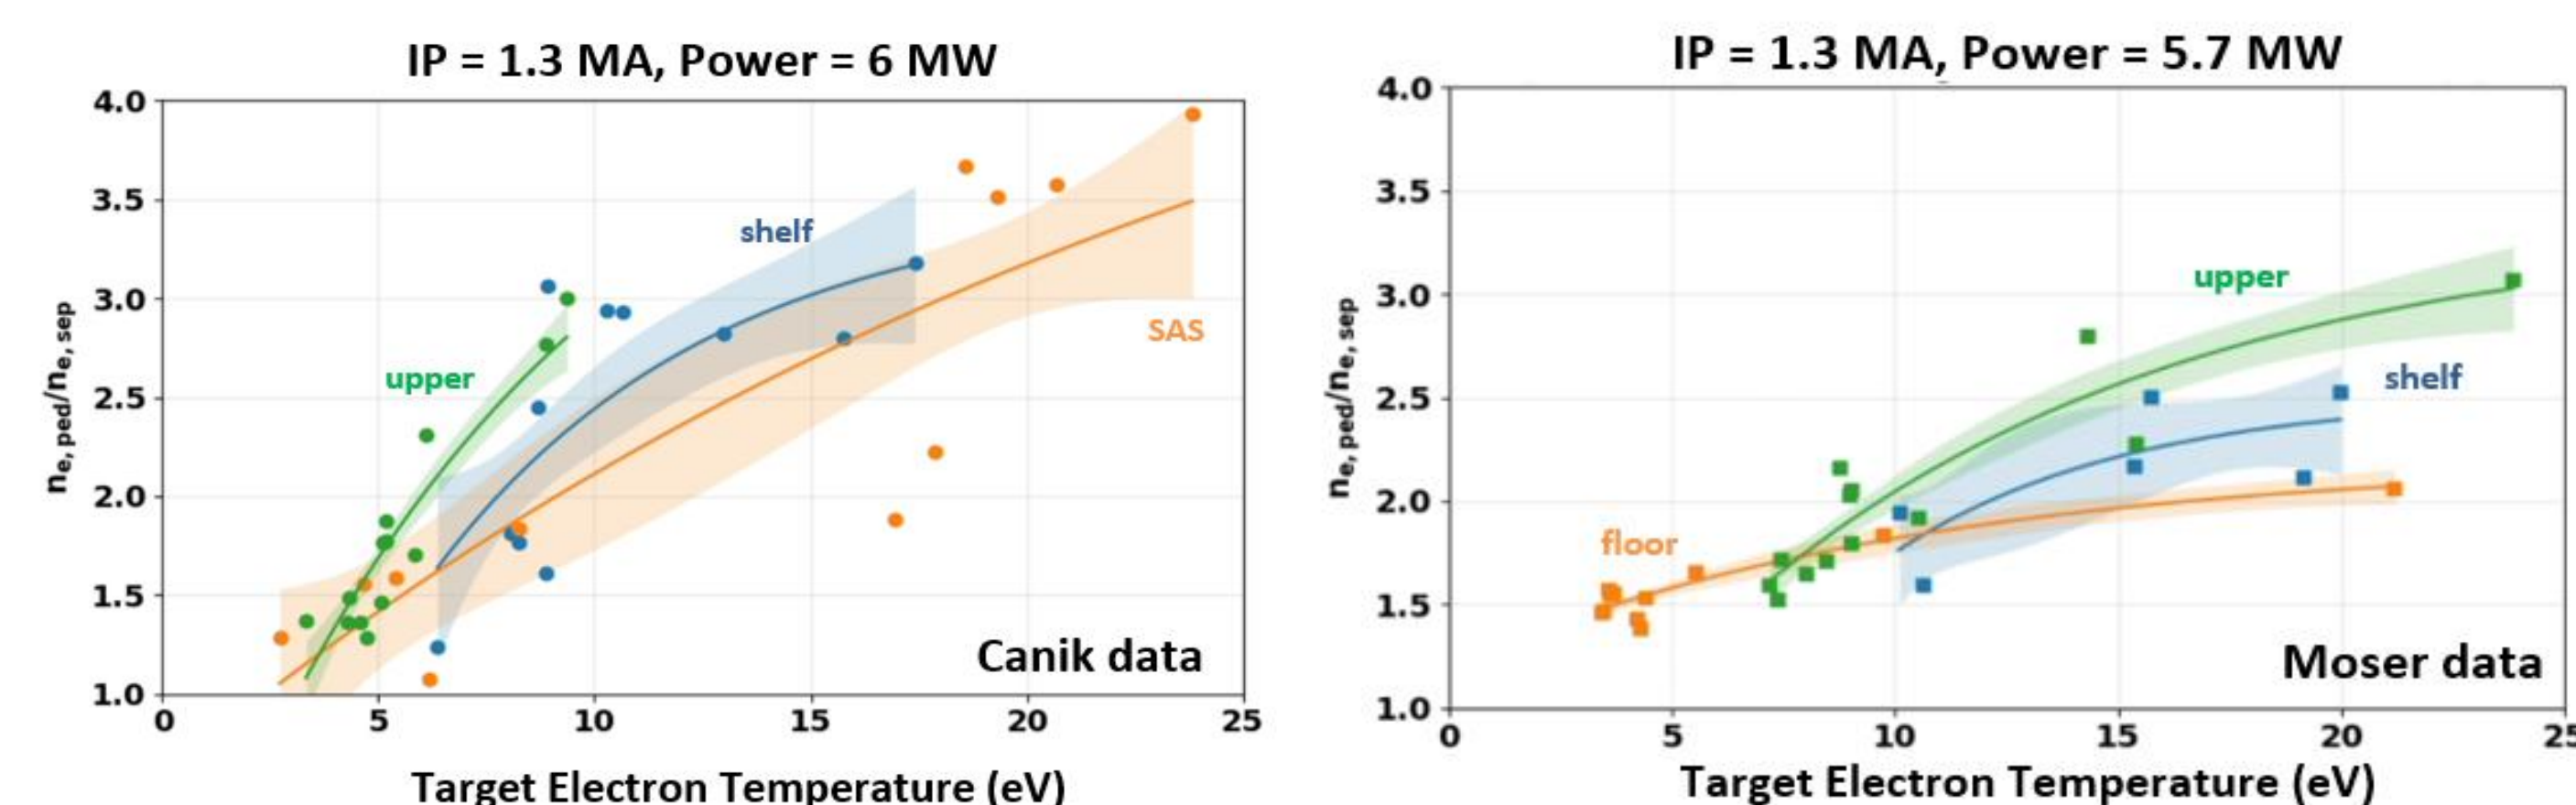 IP = 1.3 MA, Power = 6 MW
4.0
3.5
3.0
2.5
2.0
1.5
1.0
n e, ped/n e, sep
shelf
upper
SAS
Canik data
0 5 10 15 20 25
Target Electron Temperature (eV)
IP = 1.3 MA, Power = 5.7 MW
4.0
3.5
3.0
2.5
2.0
1.5
1.0
n e, ped/n e, sep
upper
shelf
floor
Moser data
0 5 10 15 20 25
Target Electron Temperature (eV)